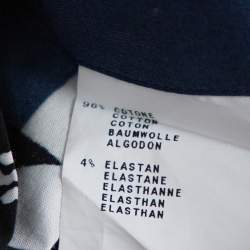 96% COTONE
COTTON
COTON
BAUMWOLLE
ALGODON
4% ELASTAN
ELASTANE
ELASTHANNE
ELASTHAN
ELASTHAN